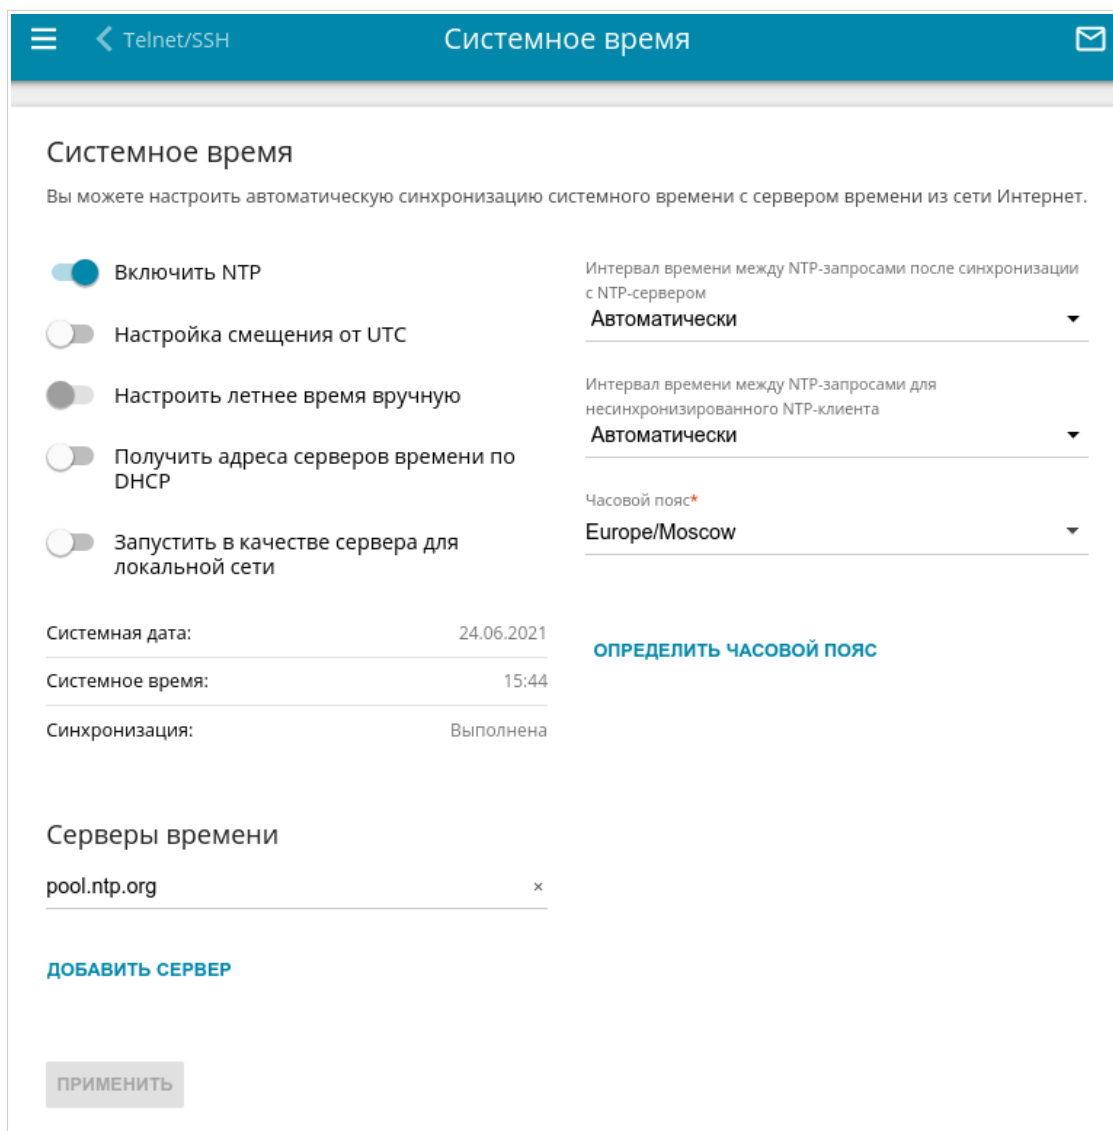 Telnet/SSH
Системное время
Системное время
Вы можете настроить автоматическую синхронизацию системного времени с сервером времени из сети Интернет.
Включить NTP
Настройка смещения от UTC
Настроить летнее время вручную
Получить адреса серверов времени по
DHCP
Запустить в качестве сервера для
локальной сети
Интервал времени между NTP-запросами после синхронизации
с NTP-сервером
Автоматически
Интервал времени между NTP-запросами для
несинхронизированного NTP-клиента
Автоматически
Часовой пояс*
Europe/Moscow
Системная дата: 24.06.2021
Системное время: 15:44
Синхронизация: Выполнена
ОПРЕДЕЛИТЬ ЧАСОВОЙ ПОЯС
Серверы времени
pool.ntp.org ×
ДОБАВИТЬ СЕРВЕР
ПРИМЕНИТЬ